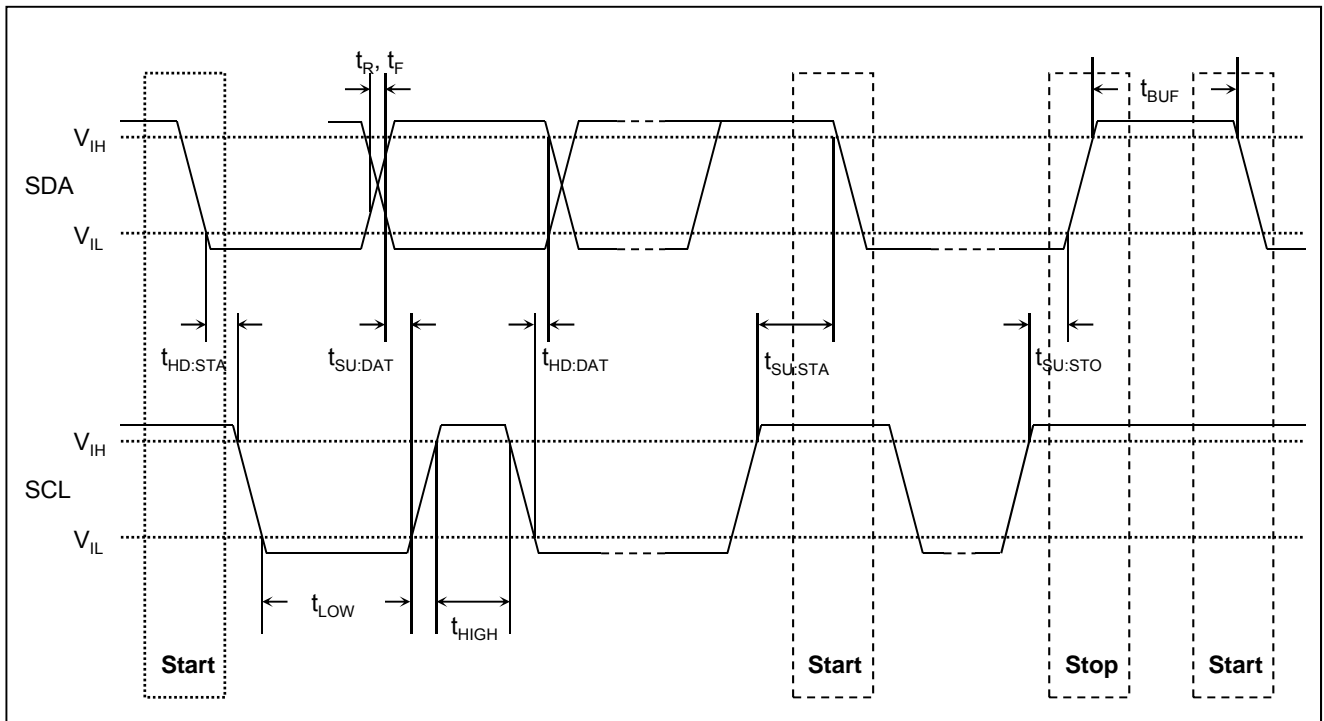 tR, tF
tBUF
VIH
SDA
VIL
tHD:STA
tSU:DAT
tHD:DAT
tSU:STA
tSU:STO
VIH
SCL
VIL
tLOW
tHIGH
Start
Start
Stop
Start